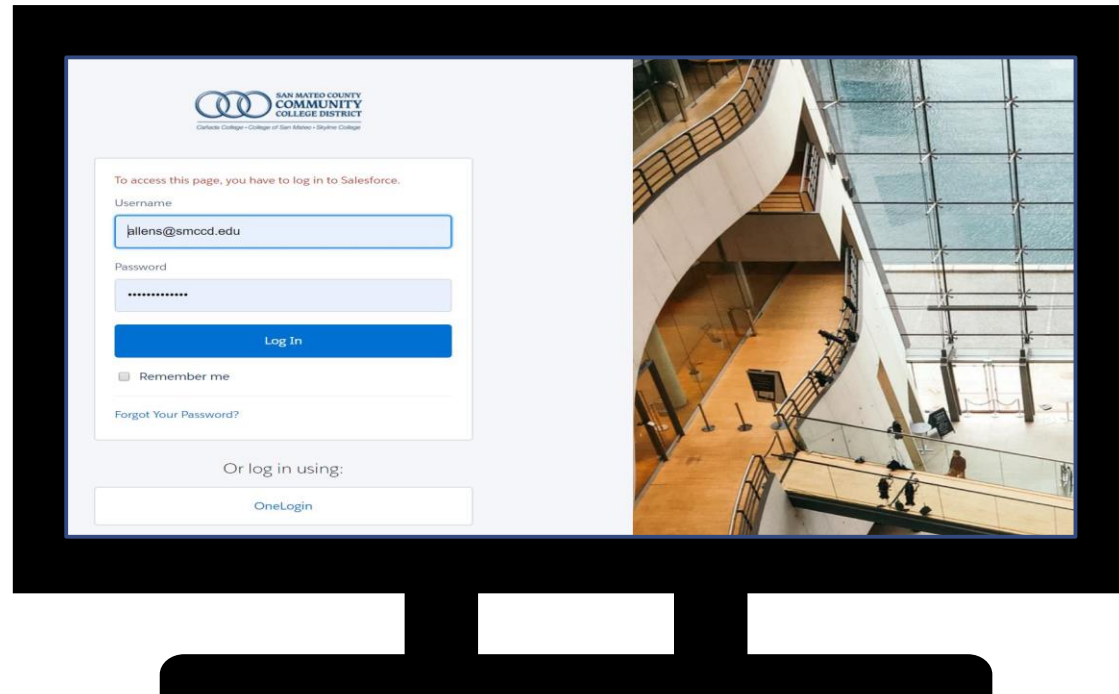 SAN MATEO COUNTY
COMMUNITY
COLLEGE DISTRICT
Cañada College • College of San Mateo • Skyline College
To access this page, you have to log in to Salesforce.
Username
allens@smccd.edu
Password
•••••••••••••
Log In
Remember me
Forgot Your Password?
Or log in using:
OneLogin